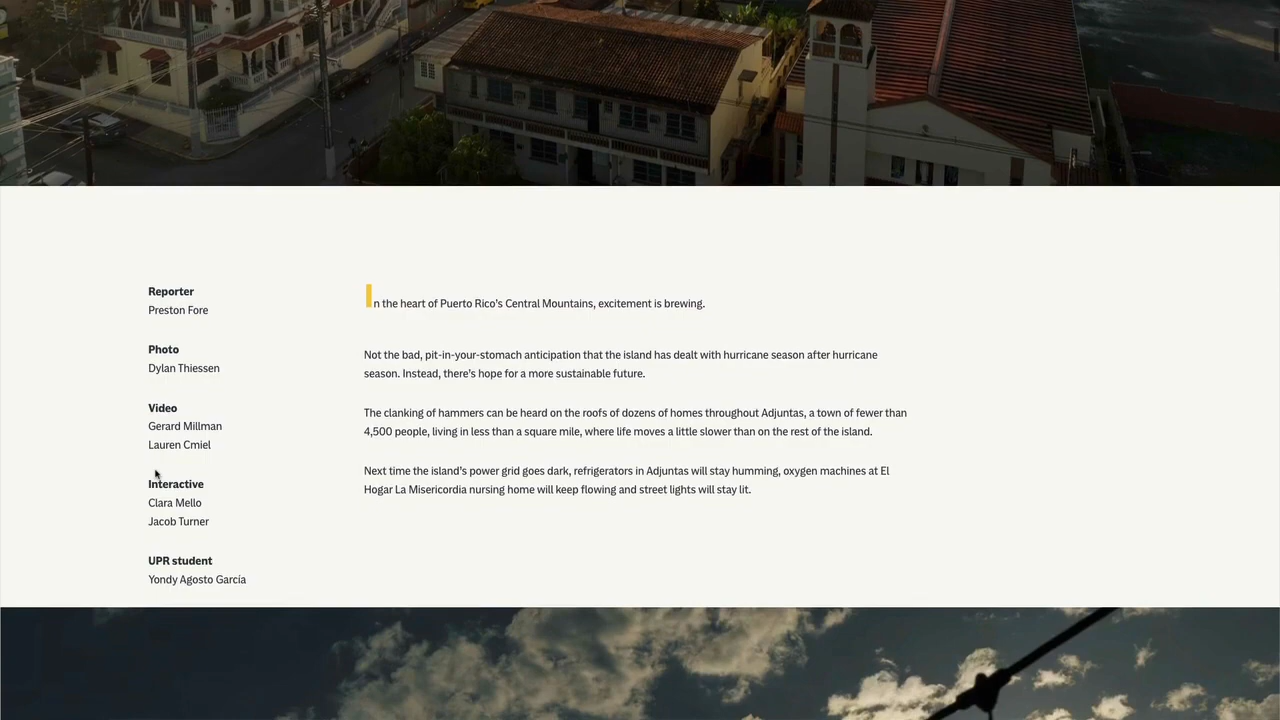 Reporter
Preston Fore
Photo
Dylan Thiessen
Video
Gerard Millman
Lauren Cmiel
Interactive
Clara Mello
Jacob Turner
UPR student
Yondy Agosto García
In the heart of Puerto Rico's Central Mountains, excitement is brewing.
Not the bad, pit-in-your-stomach anticipation that the island has dealt with hurricane season after hurricane
season. Instead, there's hope for a more sustainable future.
The clanking of hammers can be heard on the roofs of dozens of homes throughout Adjuntas, a town of fewer than
4,500 people, living in less than a square mile, where life moves a little slower than on the rest of the island.
Next time the island's power grid goes dark, refrigerators in Adjuntas will stay humming, oxygen machines at El
Hogar La Misericordia nursing home will keep flowing and street lights will stay lit.